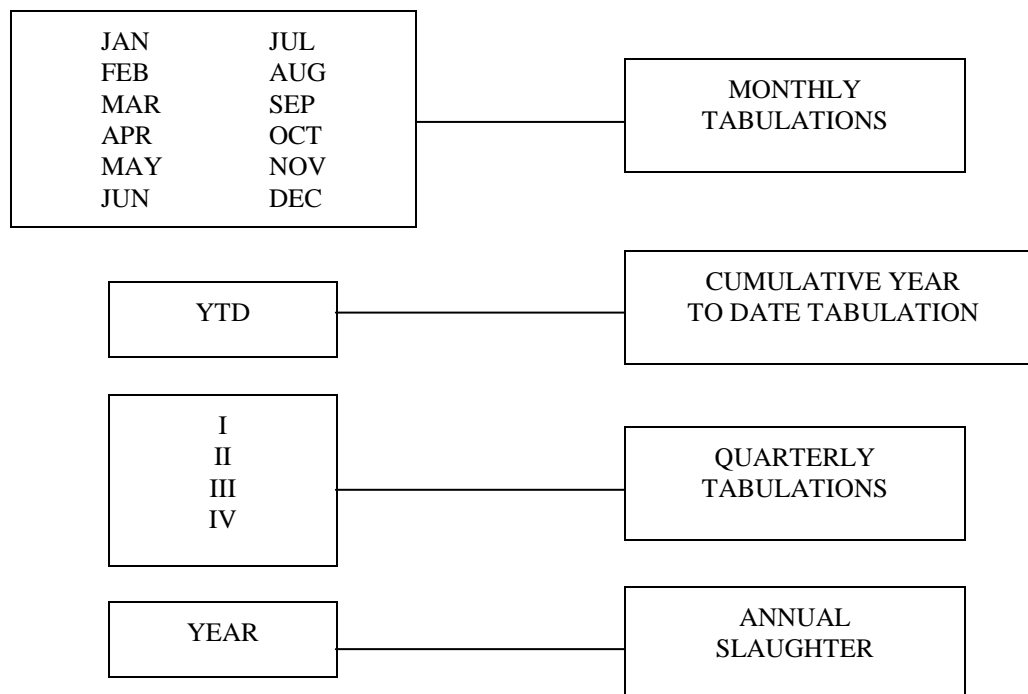 JAN JUL
FEB AUG
MAR SEP
APR OCT
MAY NOV
JUN DEC
MONTHLY
TABULATIONS
YTD
CUMULATIVE YEAR
TO DATE TABULATION
I
II
III
IV
QUARTERLY
TABULATIONS
YEAR
ANNUAL
SLAUGHTER